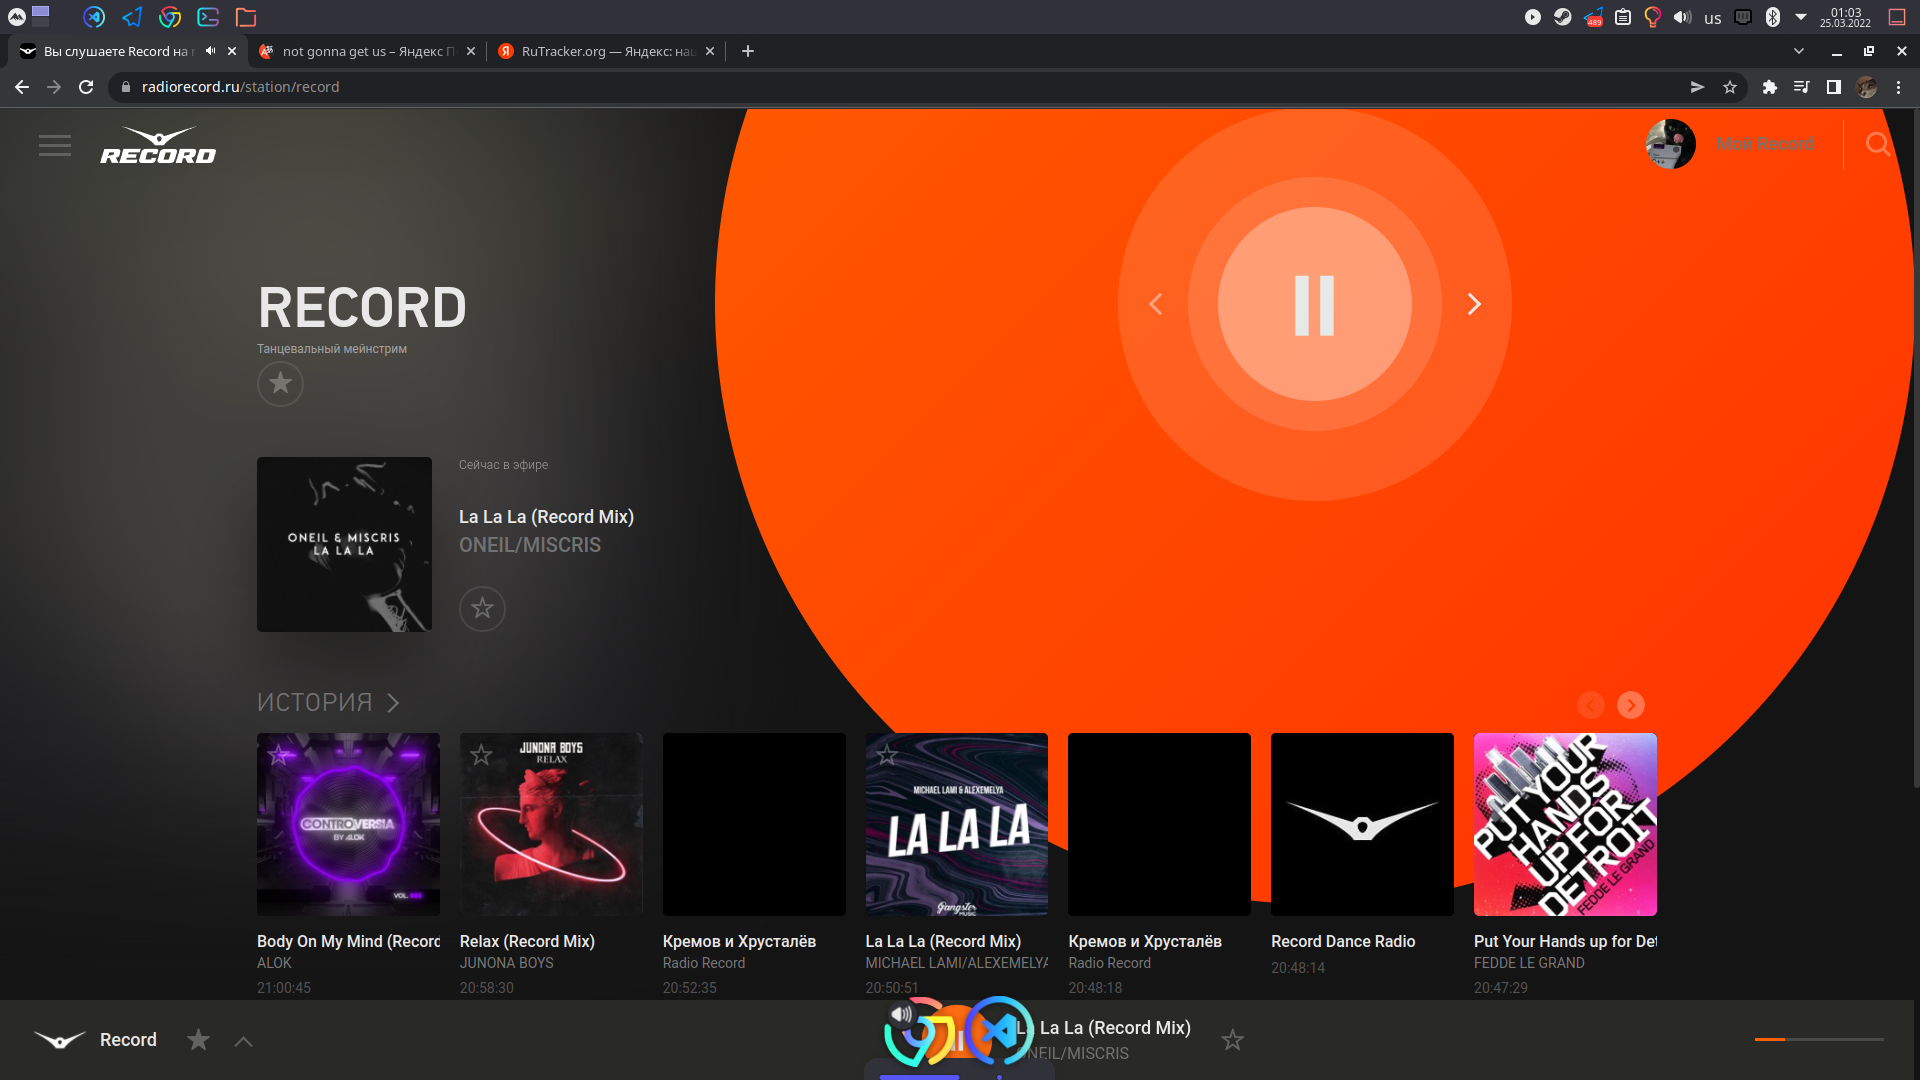 us
489
01:03
25.03.2022
Вы слушаете Record на
not gonna get us – Яндекс П
RuTracker.org — Яндекс: на
radiorecord.ru/station/record
RECORD
Мой Record
RECORD
Танцевальный мейнстрим
Сейчас в эфире
ONEIL & MISCRIS
LA LA LA
La La La (Record Mix)
ONEIL/MISCRIS
ИСТОРИЯ
CONTROVERSIA
BY ALOK
VOL.
JUNONA BOYS
RELAX
MICHAEL LAMI & ALEXEMELYA
LA LA LA
Gangster
MUSIC
PUT YOUR
HANDS
UP FOR
DETROIT
FEDDE LE GRAND
Body On My Mind (Record
ALOK
21:00:45
Relax (Record Mix)
JUNONA BOYS
20:58:30
Кремов и Хрусталёв
Radio Record
20:52:35
La La La (Record Mix)
MICHAEL LAMI/ALEXEMELYA
20:50:51
Кремов и Хрусталёв
Radio Record
20:48:18
Record Dance Radio
20:48:14
Put Your Hands up for Det
FEDDE LE GRAND
20:47:29
Record
La La La (Record Mix)
ONEIL/MISCRIS